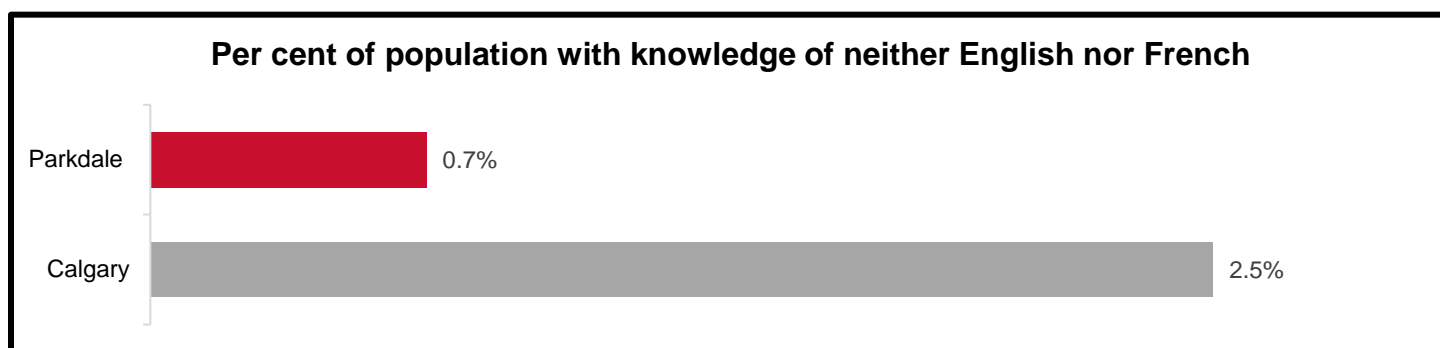 Per cent of population with knowledge of neither English nor French
Parkdale
0.7%
Calgary
2.5%